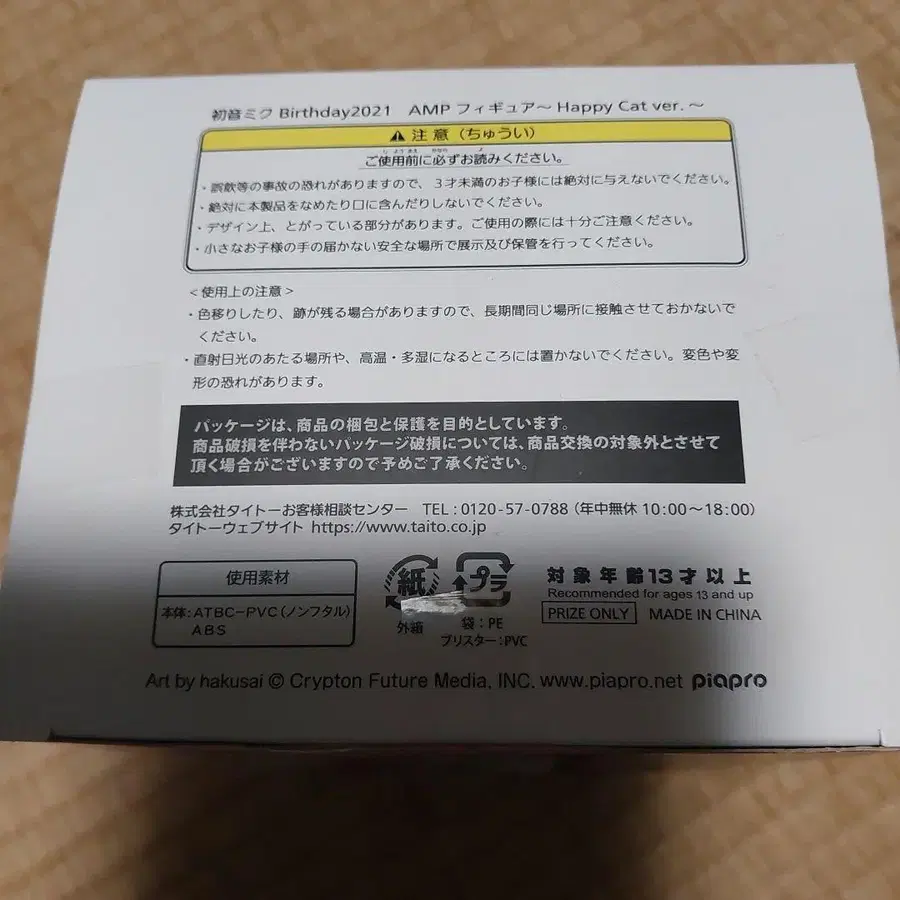 初音ミク Birthday2021 AMP フィギュア〜 Happy Cat ver. 〜
注意（ちゅうい）
ご使用前に必ずお読みください。
・誤飲等の事故の恐れがありますので、３才未満のお子様には絶対に与えないでください。
・絶対に本製品をなめたり口に含んだりしないでください。
・デザイン上、とがっている部分があります。ご使用の際には十分ご注意ください。
・小さなお子様の手の届かない安全な場所で展示及び保管を行ってください。
＜使用上の注意＞
・色移りしたり、跡が残る場合がありますので、長期間同じ場所に接触させておかないで
ください。
・直射日光のあたる場所や、高温・多湿になるところには置かないでください。変色や変
形の恐れがあります。
パッケージは、商品の梱包と保護を目的としています。
商品破損を伴わないパッケージ破損については、商品交換の対象外とさせて
頂く場合がございますので予めご了承ください。
株式会社タイトーお客様相談センター TEL：0120-57-0788（年中無休 10:00〜18:00）
タイトーウェブサイト https://www.taito.co.jp
使用素材
本体：ATBC-PVC（ノンフタル）
ABS
紙
外箱
プラ
袋：PE
ブリスター：PVC
対象年齢13才以上
Recommended for ages 13 and up
PRIZE ONLY MADE IN CHINA
Art by hakusai © Crypton Future Media, INC. www.piapro.net piapro